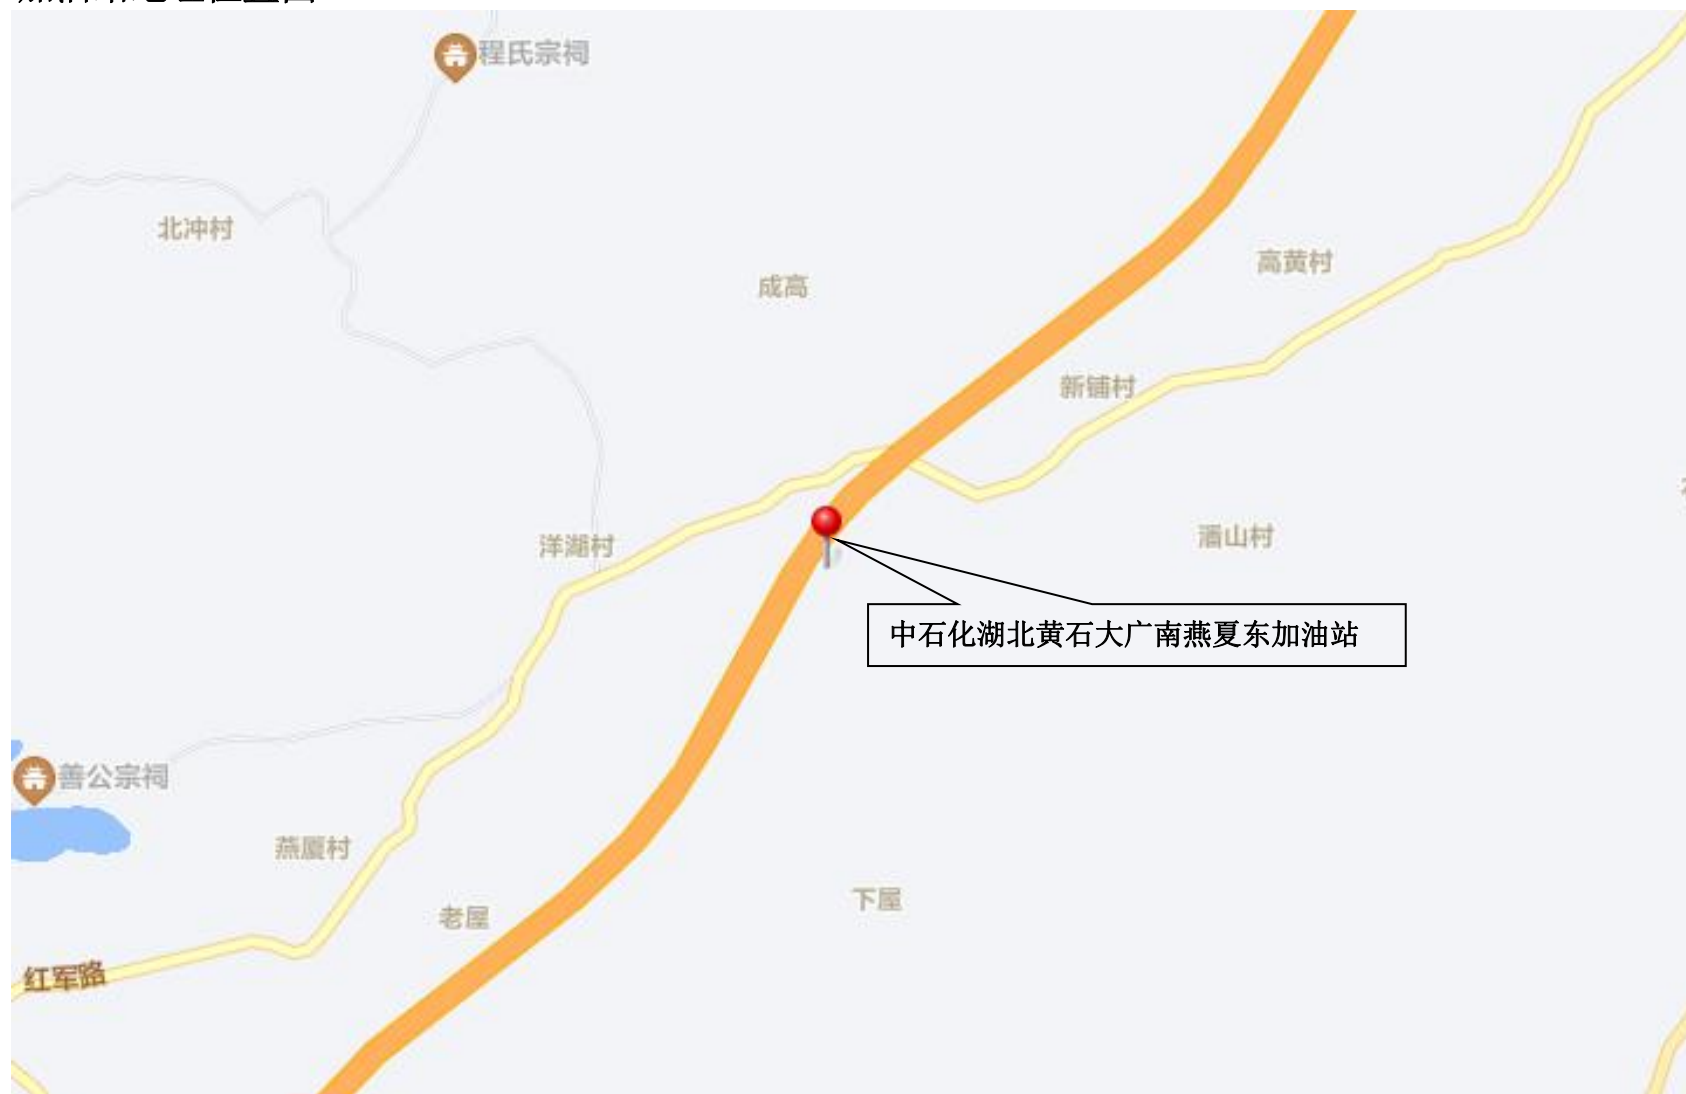 程氏宗祠
北冲村
高黄村
成高
新铺村
潘山村
洋湖村
中石化湖北黄石大广南燕夏东加油站
善公宗祠
燕厦村
下屋
老屋
红军路